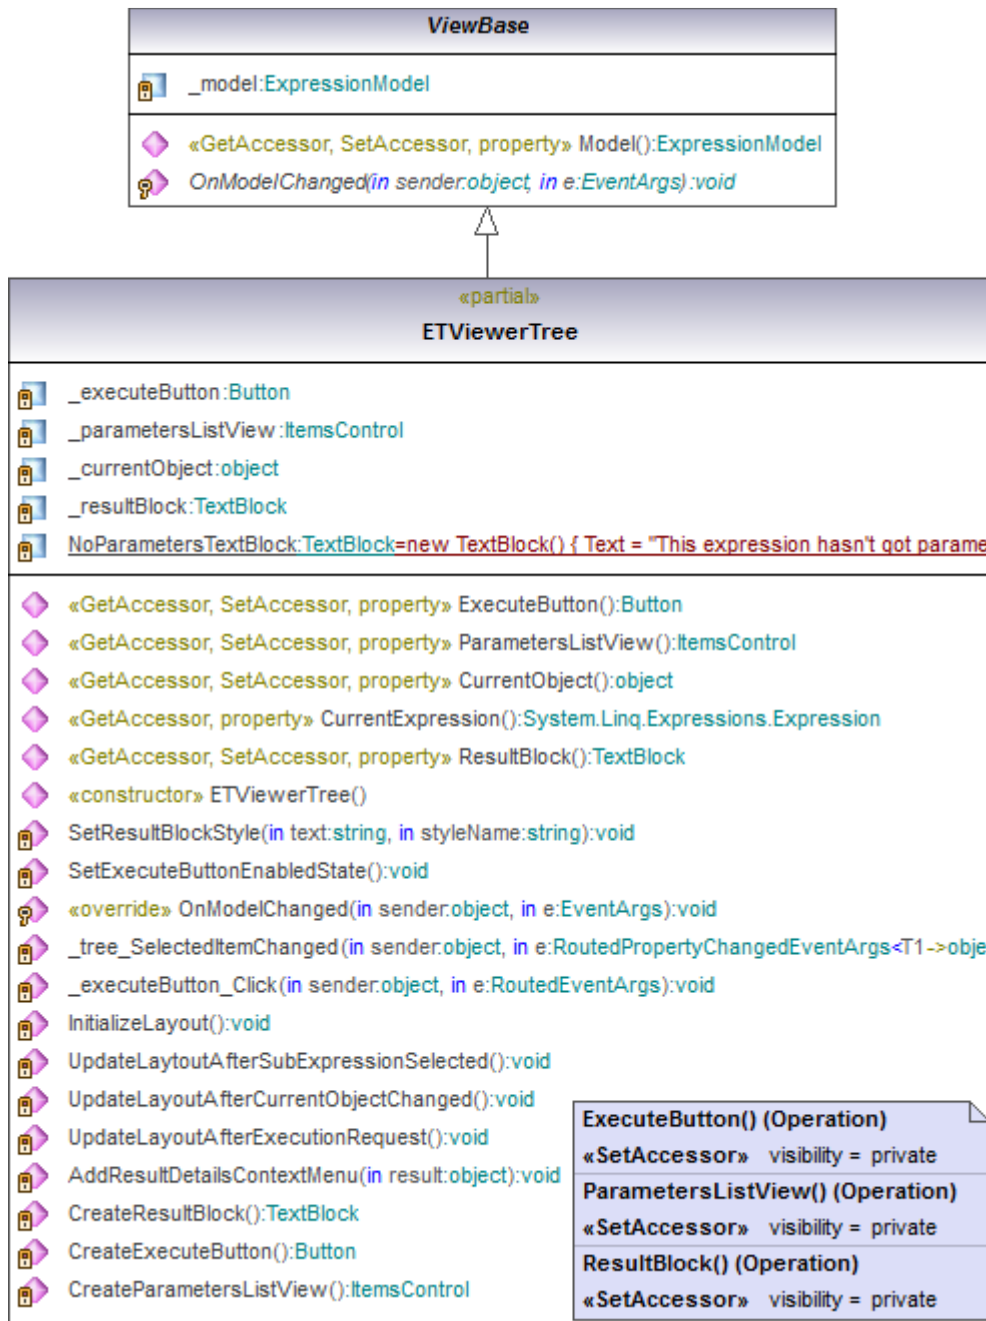 ViewBase
_model:ExpressionModel
«GetAccessor, SetAccessor, property» Model():ExpressionModel
OnModelChanged(in sender:object, in e:EventArgs):void
«partial»
ETViewerTree
_executeButton:Button
_parametersListView:ItemsControl
_currentObject:object
_resultBlock:TextBlock
NoParametersTextBlock:TextBlock=new TextBlock() { Text = "This expression hasn't got parame
«GetAccessor, SetAccessor, property» ExecuteButton():Button
«GetAccessor, SetAccessor, property» ParametersListView():ItemsControl
«GetAccessor, SetAccessor, property» CurrentObject():object
«GetAccessor, property» CurrentExpression():System.Linq.Expressions.Expression
«GetAccessor, SetAccessor, property» ResultBlock():TextBlock
«constructor» ETViewerTree()
SetResultBlockStyle(in text:string, in styleName:string):void
SetExecuteButtonEnabledState():void
«override» OnModelChanged(in sender:object, in e:EventArgs):void
_tree_SelectedItemChanged(in sender:object, in e:RoutedPropertyChangedEventArgs<T1->obje
_executeButton_Click(in sender:object, in e:RoutedEventArgs):void
InitializeLayout():void
UpdateLaytoutAfterSubExpressionSelected():void
UpdateLayoutAfterCurrentObjectChanged():void
UpdateLayoutAfterExecutionRequest():void
AddResultDetailsContextMenu(in result:object):void
CreateResultBlock():TextBlock
CreateExecuteButton():Button
CreateParametersListView():ItemsControl
ExecuteButton() (Operation)
«SetAccessor» visibility = private
ParametersListView() (Operation)
«SetAccessor» visibility = private
ResultBlock() (Operation)
«SetAccessor» visibility = private